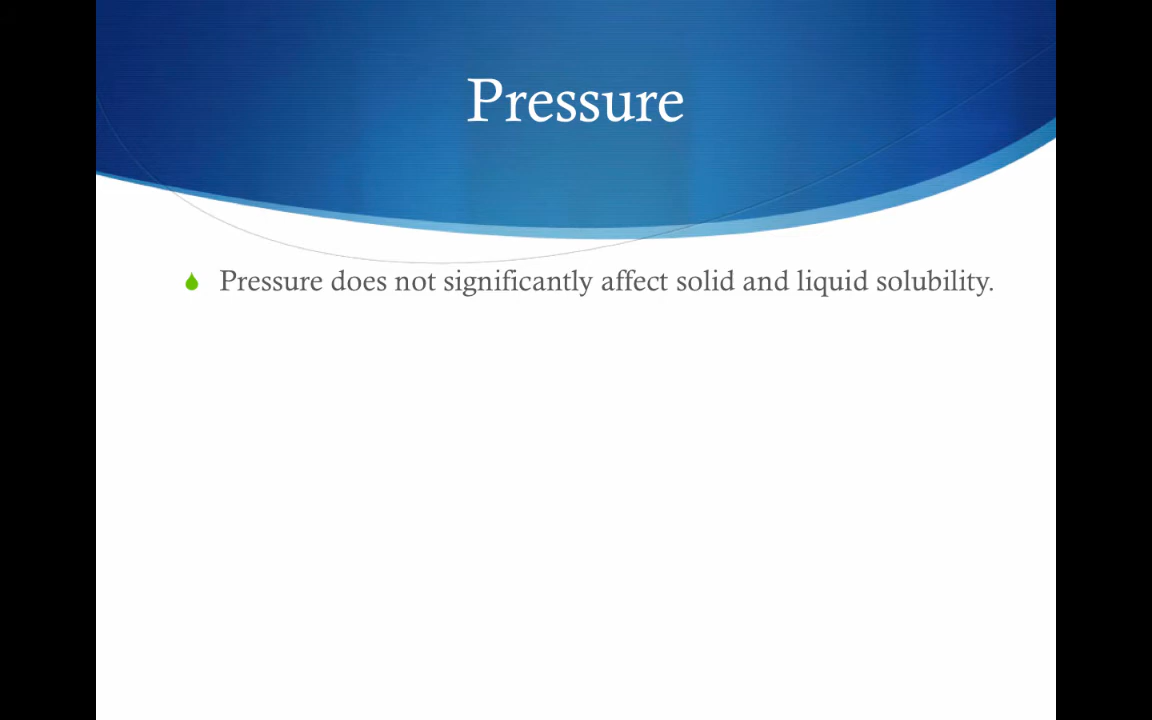 Pressure
Pressure does not significantly affect solid and liquid solubility.